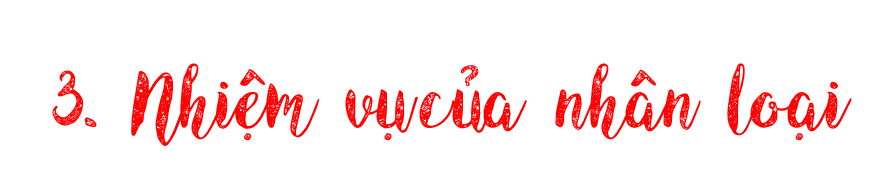 3. Nhiệm vụcủa nhân loại